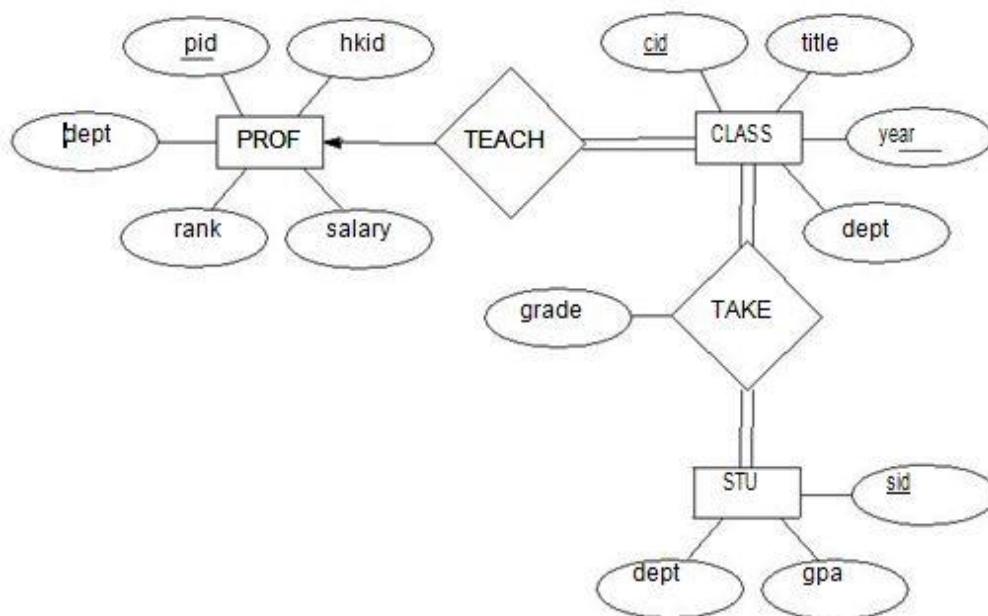 pid
hkid
cid
title
dept
PROF
TEACH
CLASS
year
rank
salary
dept
grade
TAKE
STU
sid
dept
gpa